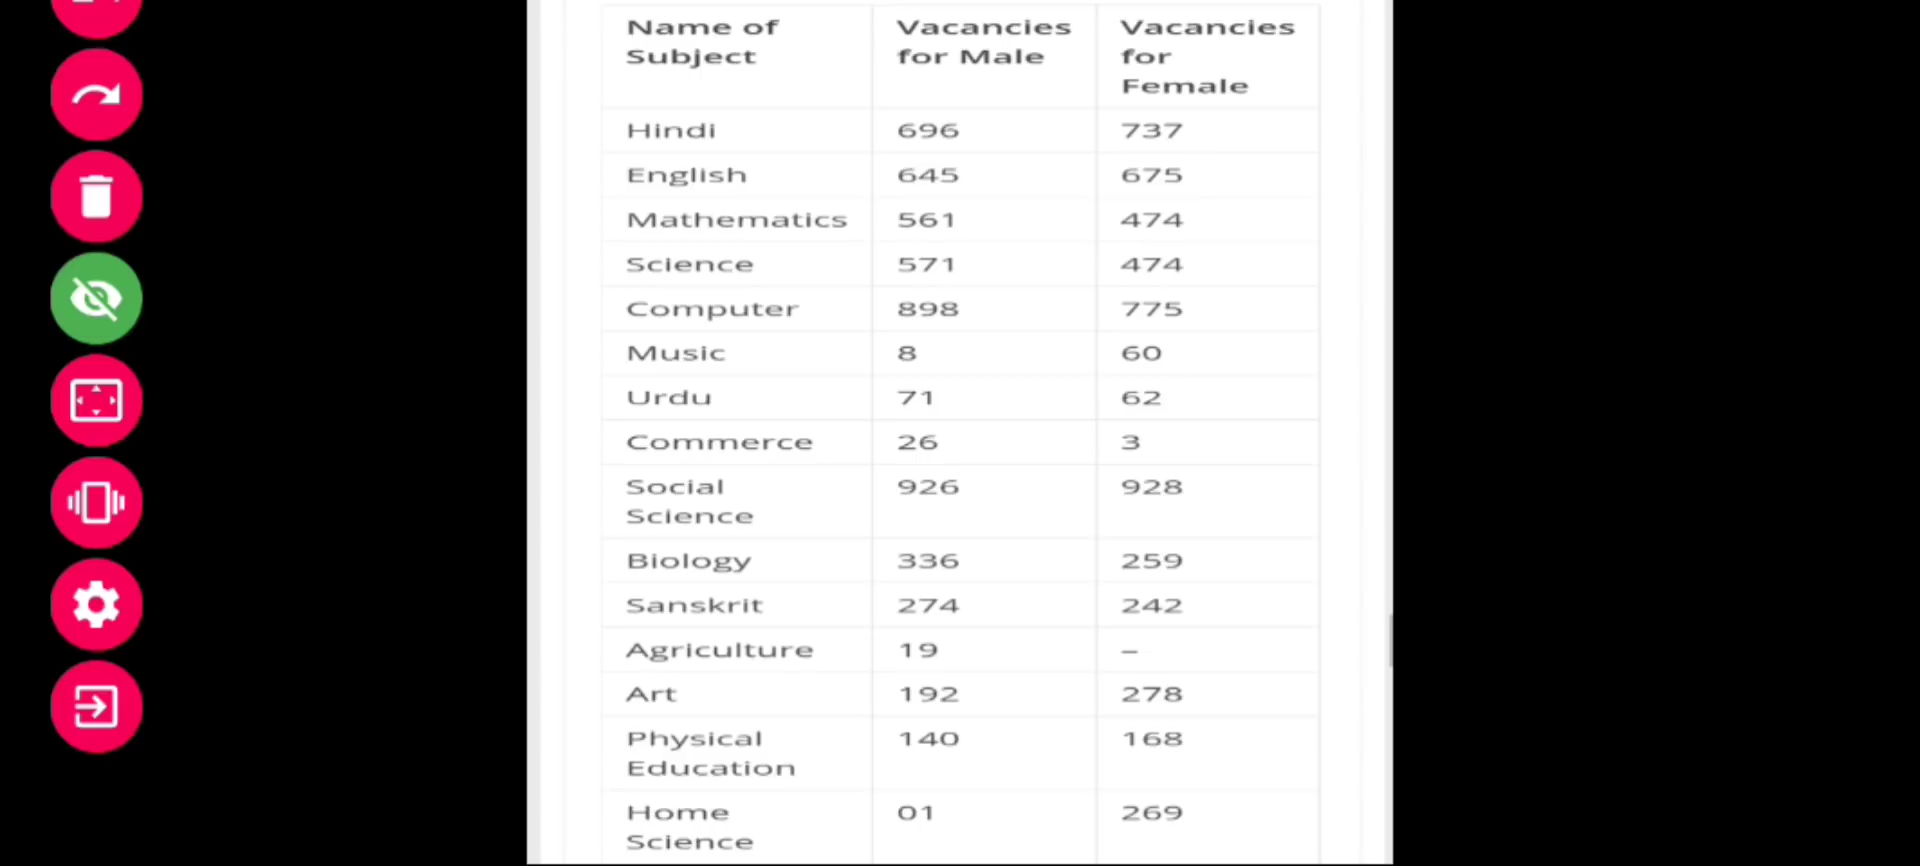 Name of Subject | Vacancies for Male | Vacancies for Female
Hindi | 696 | 737
English | 645 | 675
Mathematics | 561 | 474
Science | 571 | 474
Computer | 898 | 775
Music | 8 | 60
Urdu | 71 | 62
Commerce | 26 | 3
Social Science | 926 | 928
Biology | 336 | 259
Sanskrit | 274 | 242
Agriculture | 19 | –
Art | 192 | 278
Physical Education | 140 | 168
Home Science | 01 | 269